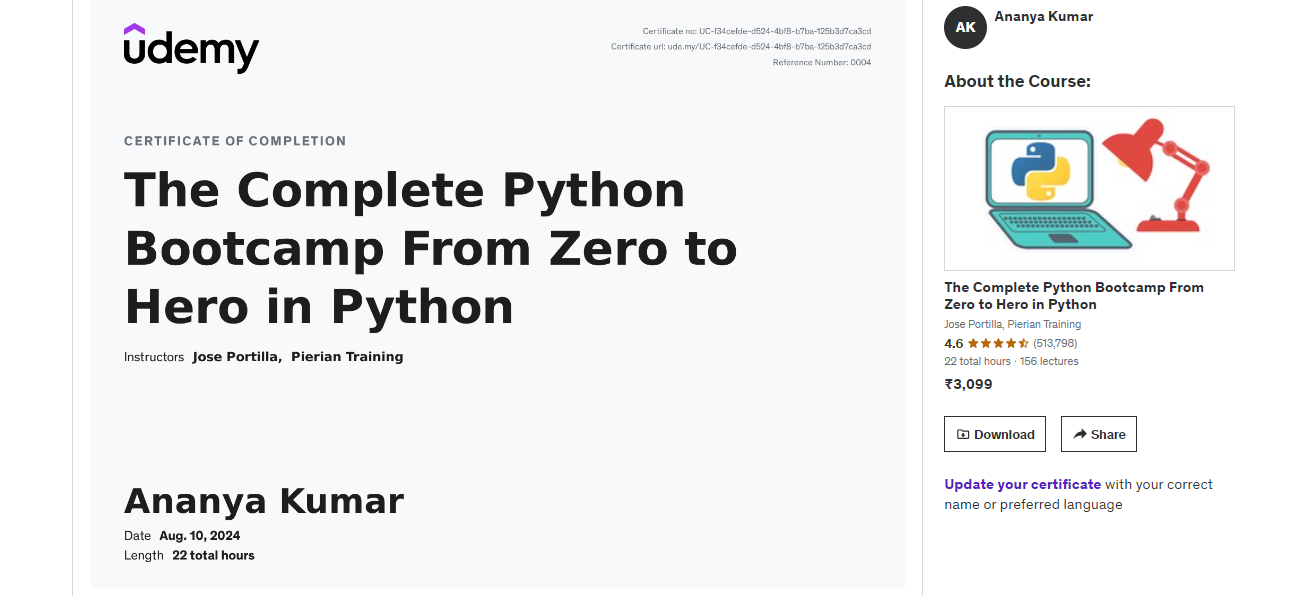 udemy
Certificate no: UC-f34cefde-d524-4bf8-b7ba-125b3d7ca3cd
Certificate url: ude.my/UC-f34cefde-d524-4bf8-b7ba-125b3d7ca3cd
Reference Number: 0004
CERTIFICATE OF COMPLETION
The Complete Python
Bootcamp From Zero to
Hero in Python
Instructors Jose Portilla, Pierian Training
Ananya Kumar
Date Aug. 10, 2024
Length 22 total hours
AK
Ananya Kumar
About the Course:
The Complete Python Bootcamp From
Zero to Hero in Python
Jose Portilla, Pierian Training
4.6 (513,798)
22 total hours · 156 lectures
₹3,099
Download
Share
Update your certificate with your correct
name or preferred language